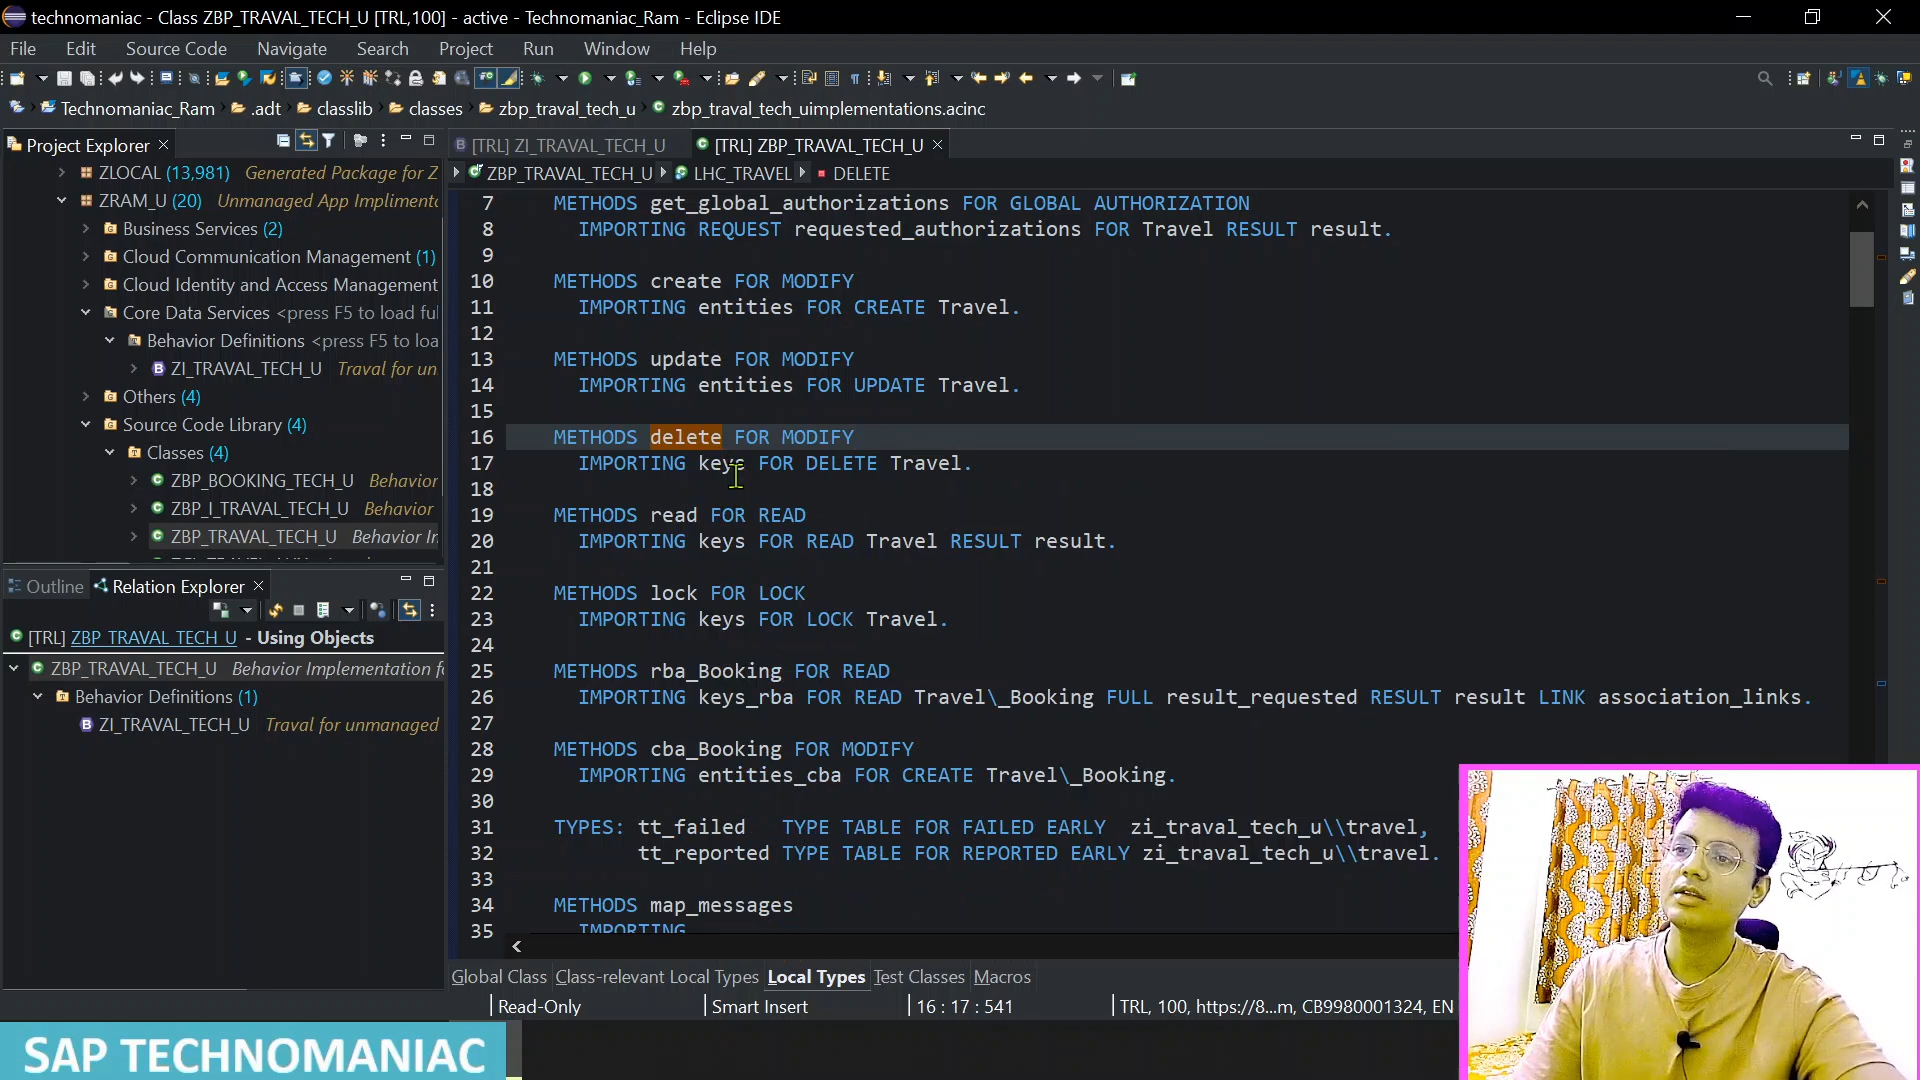 technomaniac - Class ZBP_TRAVAL_TECH_U [TRL,100] - active - Technomaniac_Ram - Eclipse IDE
File Edit Source Code Navigate Search Project Run Window Help
Technomaniac_Ram .adt classlib classes zbp_traval_tech_u zbp_traval_tech_uimplementations.acinc
Project Explorer
ZLOCAL (13,981) Generated Package for Z
ZRAM_U (20) Unmanaged App Implimenta
Business Services (2)
Cloud Communication Management (1)
Cloud Identity and Access Management
Core Data Services <press F5 to load ful
Behavior Definitions <press F5 to loa
ZI_TRAVAL_TECH_U Traval for un
Others (4)
Source Code Library (4)
Classes (4)
ZBP_BOOKING_TECH_U Behavior
ZBP_I_TRAVAL_TECH_U Behavior
ZBP_TRAVAL_TECH_U Behavior In
Outline Relation Explorer
[TRL] ZBP_TRAVAL_TECH_U - Using Objects
ZBP_TRAVAL_TECH_U Behavior Implementation fo
Behavior Definitions (1)
ZI_TRAVAL_TECH_U Traval for unmanaged
[TRL] ZI_TRAVAL_TECH_U [TRL] ZBP_TRAVAL_TECH_U
ZBP_TRAVAL_TECH_U LHC_TRAVEL DELETE
7 METHODS get_global_authorizations FOR GLOBAL AUTHORIZATION
8 IMPORTING REQUEST requested_authorizations FOR Travel RESULT result.
9
10 METHODS create FOR MODIFY
11 IMPORTING entities FOR CREATE Travel.
12
13 METHODS update FOR MODIFY
14 IMPORTING entities FOR UPDATE Travel.
15
16 METHODS delete FOR MODIFY
17 IMPORTING keys FOR DELETE Travel.
18
19 METHODS read FOR READ
20 IMPORTING keys FOR READ Travel RESULT result.
21
22 METHODS lock FOR LOCK
23 IMPORTING keys FOR LOCK Travel.
24
25 METHODS rba_Booking FOR READ
26 IMPORTING keys_rba FOR READ Travel\_Booking FULL result_requested RESULT result LINK association_links.
27
28 METHODS cba_Booking FOR MODIFY
29 IMPORTING entities_cba FOR CREATE Travel\_Booking.
30
31 TYPES: tt_failed TYPE TABLE FOR FAILED EARLY zi_traval_tech_u\\travel,
32 tt_reported TYPE TABLE FOR REPORTED EARLY zi_traval_tech_u\\travel.
33
34 METHODS map_messages
35 IMPORTING
Global Class Class-relevant Local Types Local Types Test Classes Macros
Read-Only Smart Insert 16 : 17 : 541 TRL, 100, https://8...m, CB9980001324, EN
SAP TECHNOMANIAC